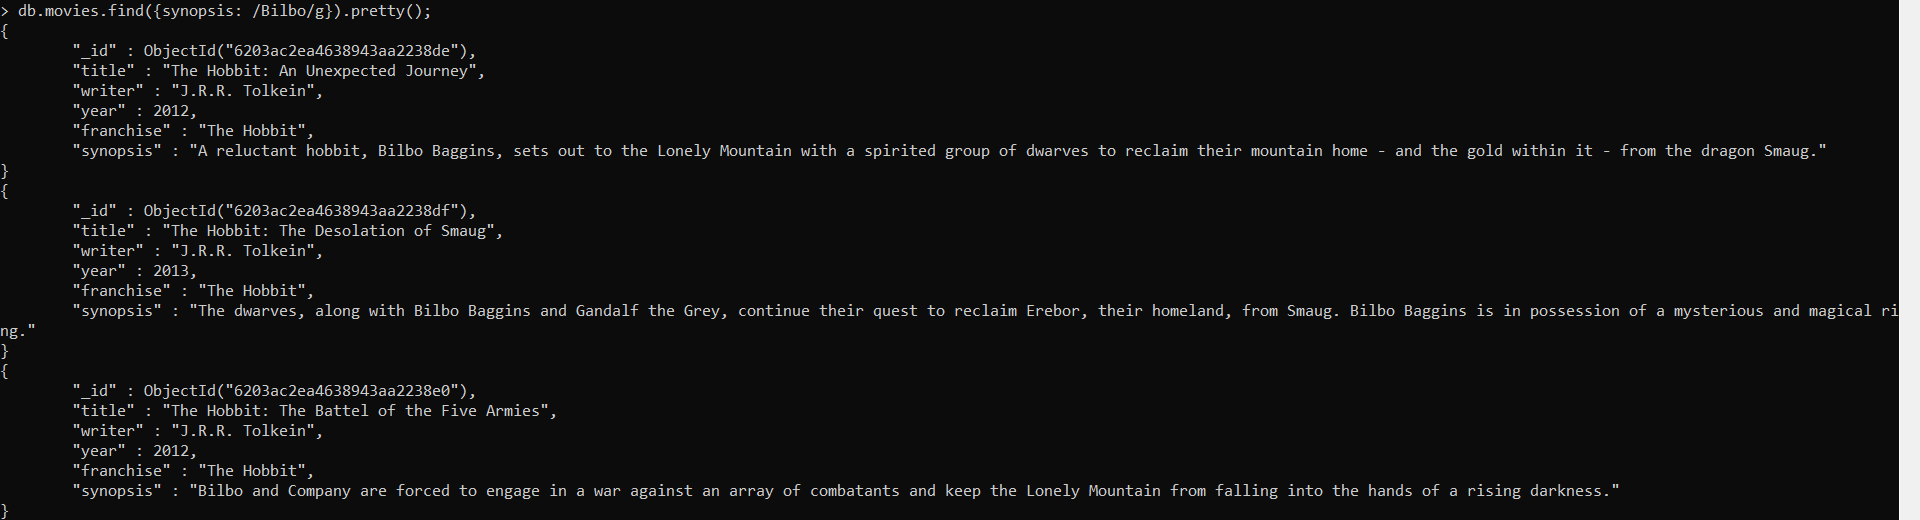 > db.movies.find({synopsis: /Bilbo/g}).pretty();
{
        "_id" : ObjectId("6203ac2ea4638943aa2238de"),
        "title" : "The Hobbit: An Unexpected Journey",
        "writer" : "J.R.R. Tolkein",
        "year" : 2012,
        "franchise" : "The Hobbit",
        "synopsis" : "A reluctant hobbit, Bilbo Baggins, sets out to the Lonely Mountain with a spirited group of dwarves to reclaim their mountain home - and the gold within it - from the dragon Smaug."
}
{
        "_id" : ObjectId("6203ac2ea4638943aa2238df"),
        "title" : "The Hobbit: The Desolation of Smaug",
        "writer" : "J.R.R. Tolkein",
        "year" : 2013,
        "franchise" : "The Hobbit",
        "synopsis" : "The dwarves, along with Bilbo Baggins and Gandalf the Grey, continue their quest to reclaim Erebor, their homeland, from Smaug. Bilbo Baggins is in possession of a mysterious and magical ri
ng."
}
{
        "_id" : ObjectId("6203ac2ea4638943aa2238e0"),
        "title" : "The Hobbit: The Battel of the Five Armies",
        "writer" : "J.R.R. Tolkein",
        "year" : 2012,
        "franchise" : "The Hobbit",
        "synopsis" : "Bilbo and Company are forced to engage in a war against an array of combatants and keep the Lonely Mountain from falling into the hands of a rising darkness."
}